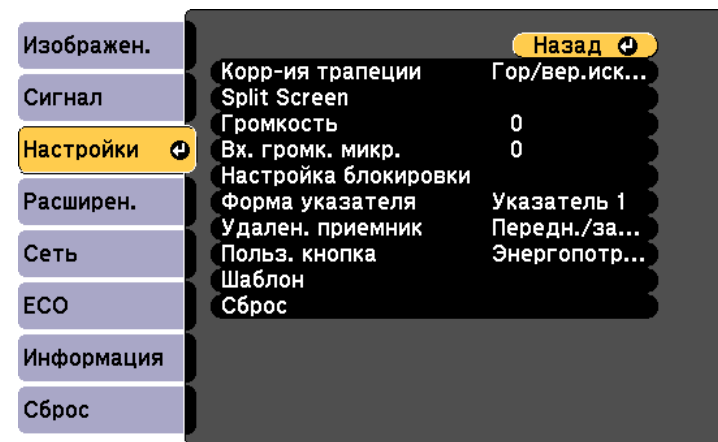 Изображен.
Сигнал
Настройки
Расширен.
Сеть
ECO
Информация
Сброс
Назад
Корр-ия трапеции Гор/вер.иск...
Split Screen
Громкость 0
Вх. громк. микр. 0
Настройка блокировки
Форма указателя Указатель 1
Удален. приемник Передн./за...
Польз. кнопка Энергопотр...
Шаблон
Сброс